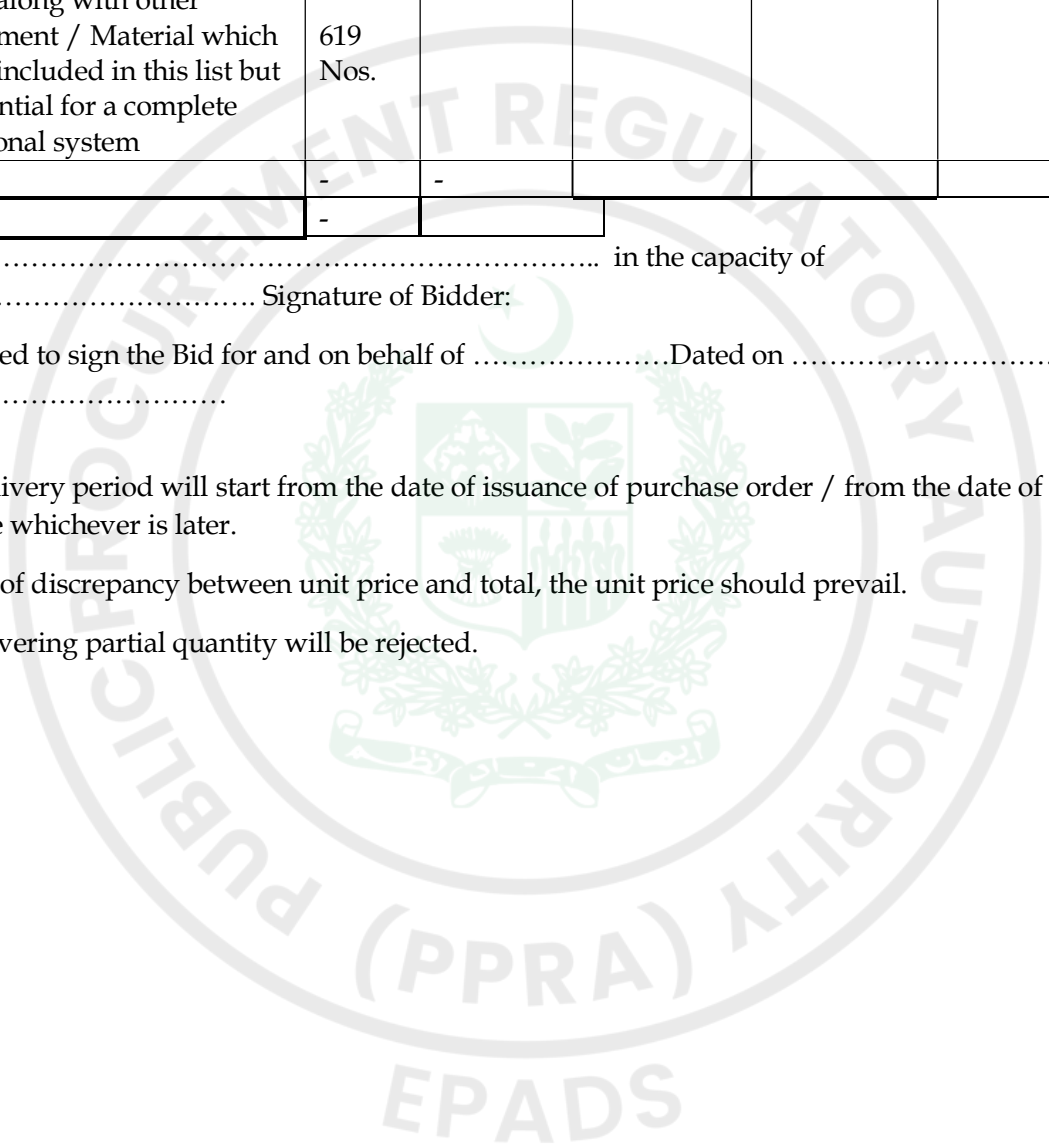 along with other
ment / Material which
included in this list but
ntial for a complete
onal system
619
Nos.
- -
-
…………………………………………………….. in the capacity of
………………………. Signature of Bidder:
ed to sign the Bid for and on behalf of …………………Dated on ………………………
……………………
ivery period will start from the date of issuance of purchase order / from the date of
e whichever is later.
of discrepancy between unit price and total, the unit price should prevail.
vering partial quantity will be rejected.
PUBLIC PROCUREMENT REGULATORY AUTHORITY
(PPRA)
EPADS